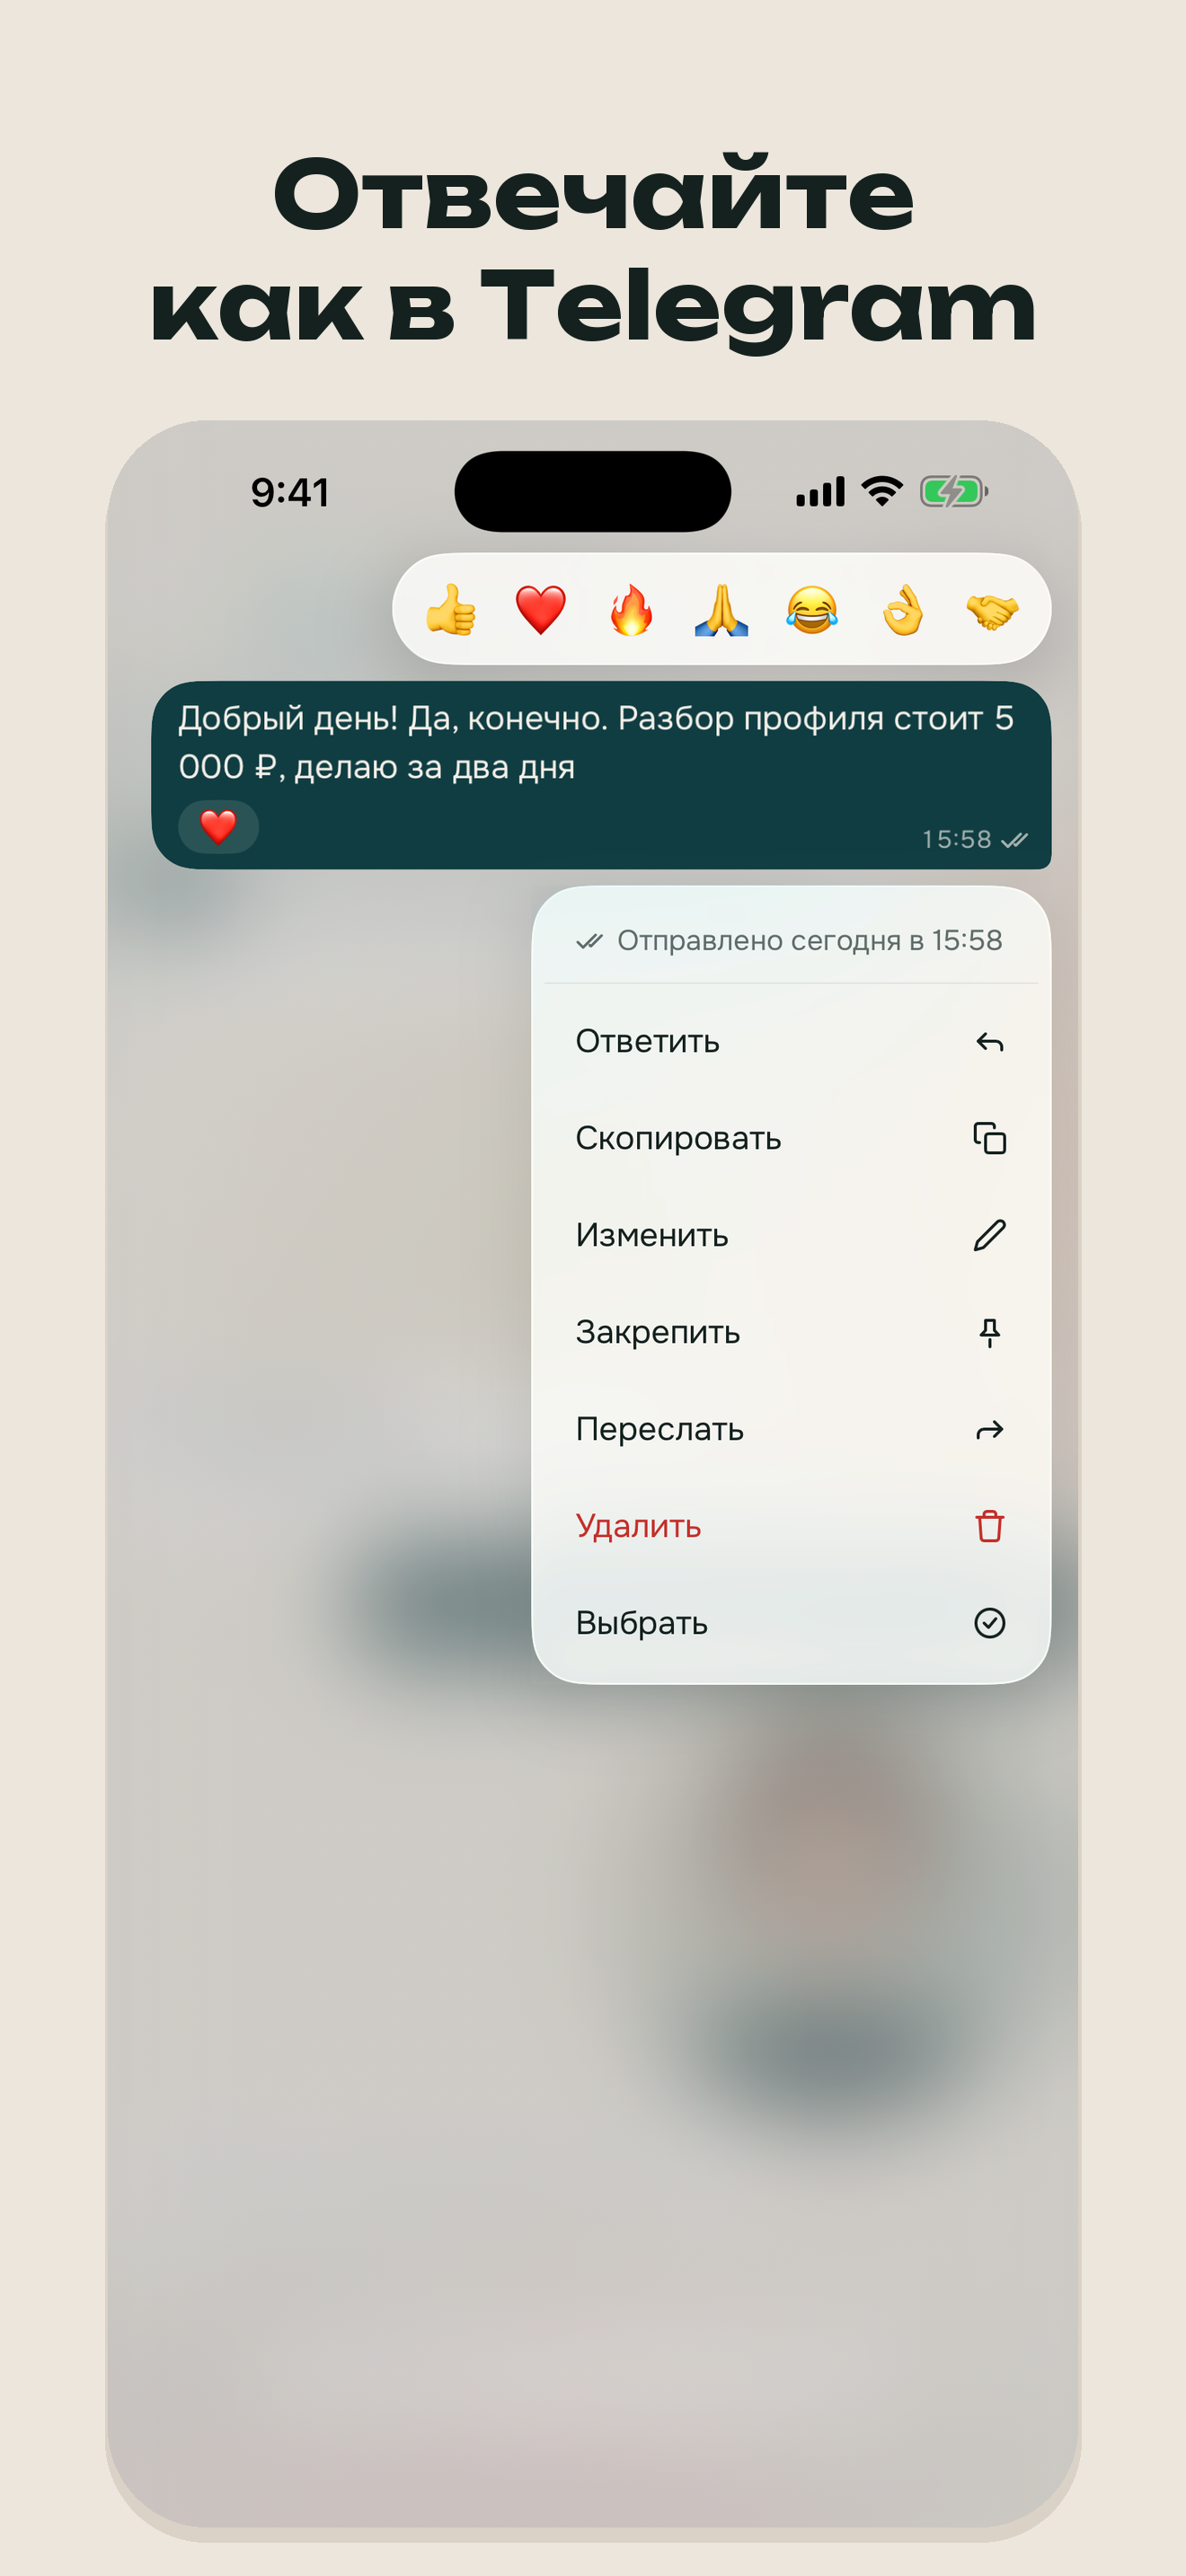 Отвечайте
как в Telegram
9:41
👍 ❤️ 🔥 🙏 😂 👌 🤝
Добрый день! Да, конечно. Разбор профиля стоит 5
000 ₽, делаю за два дня
❤️
15:58
Отправлено сегодня в 15:58
Ответить
Скопировать
Изменить
Закрепить
Переслать
Удалить
Выбрать